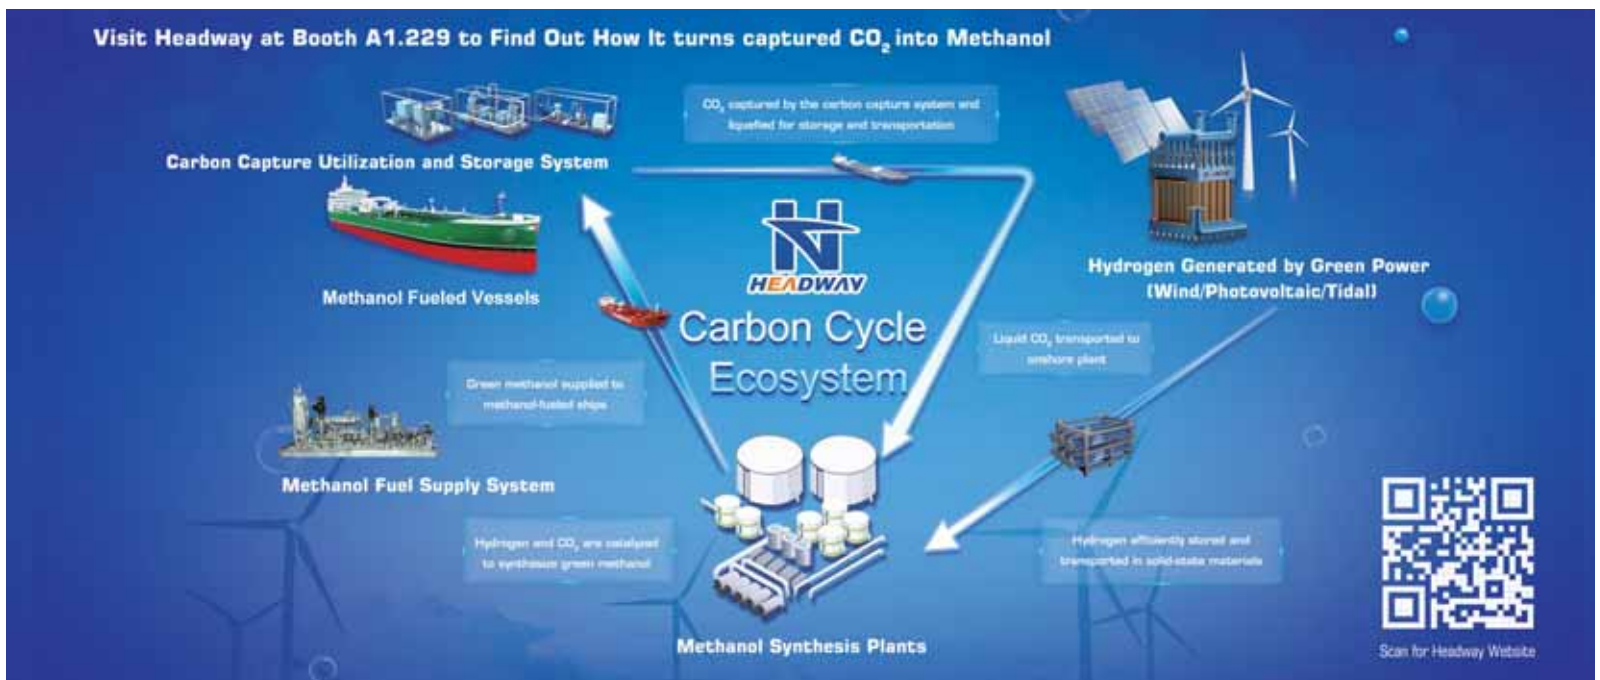 Visit Headway at Booth A1.229 to Find Out How It turns captured CO₂ into Methanol
CO₂ captured by the carbon capture system and
liquefied for storage and transportation
Carbon Capture Utilization and Storage System
Methanol Fueled Vessels
HEADWAY
Carbon Cycle
Ecosystem
Hydrogen Generated by Green Power
(Wind/Photovoltaic/Tidal)
Liquid CO₂ transported to
onshore plant
Green methanol supplied to
methanol-fueled ships
Methanol Fuel Supply System
Hydrogen and CO₂ are catalyzed
to synthesize green methanol
Hydrogen efficiently stored and
transported in solid-state materials
Methanol Synthesis Plants
Scan for Headway Website